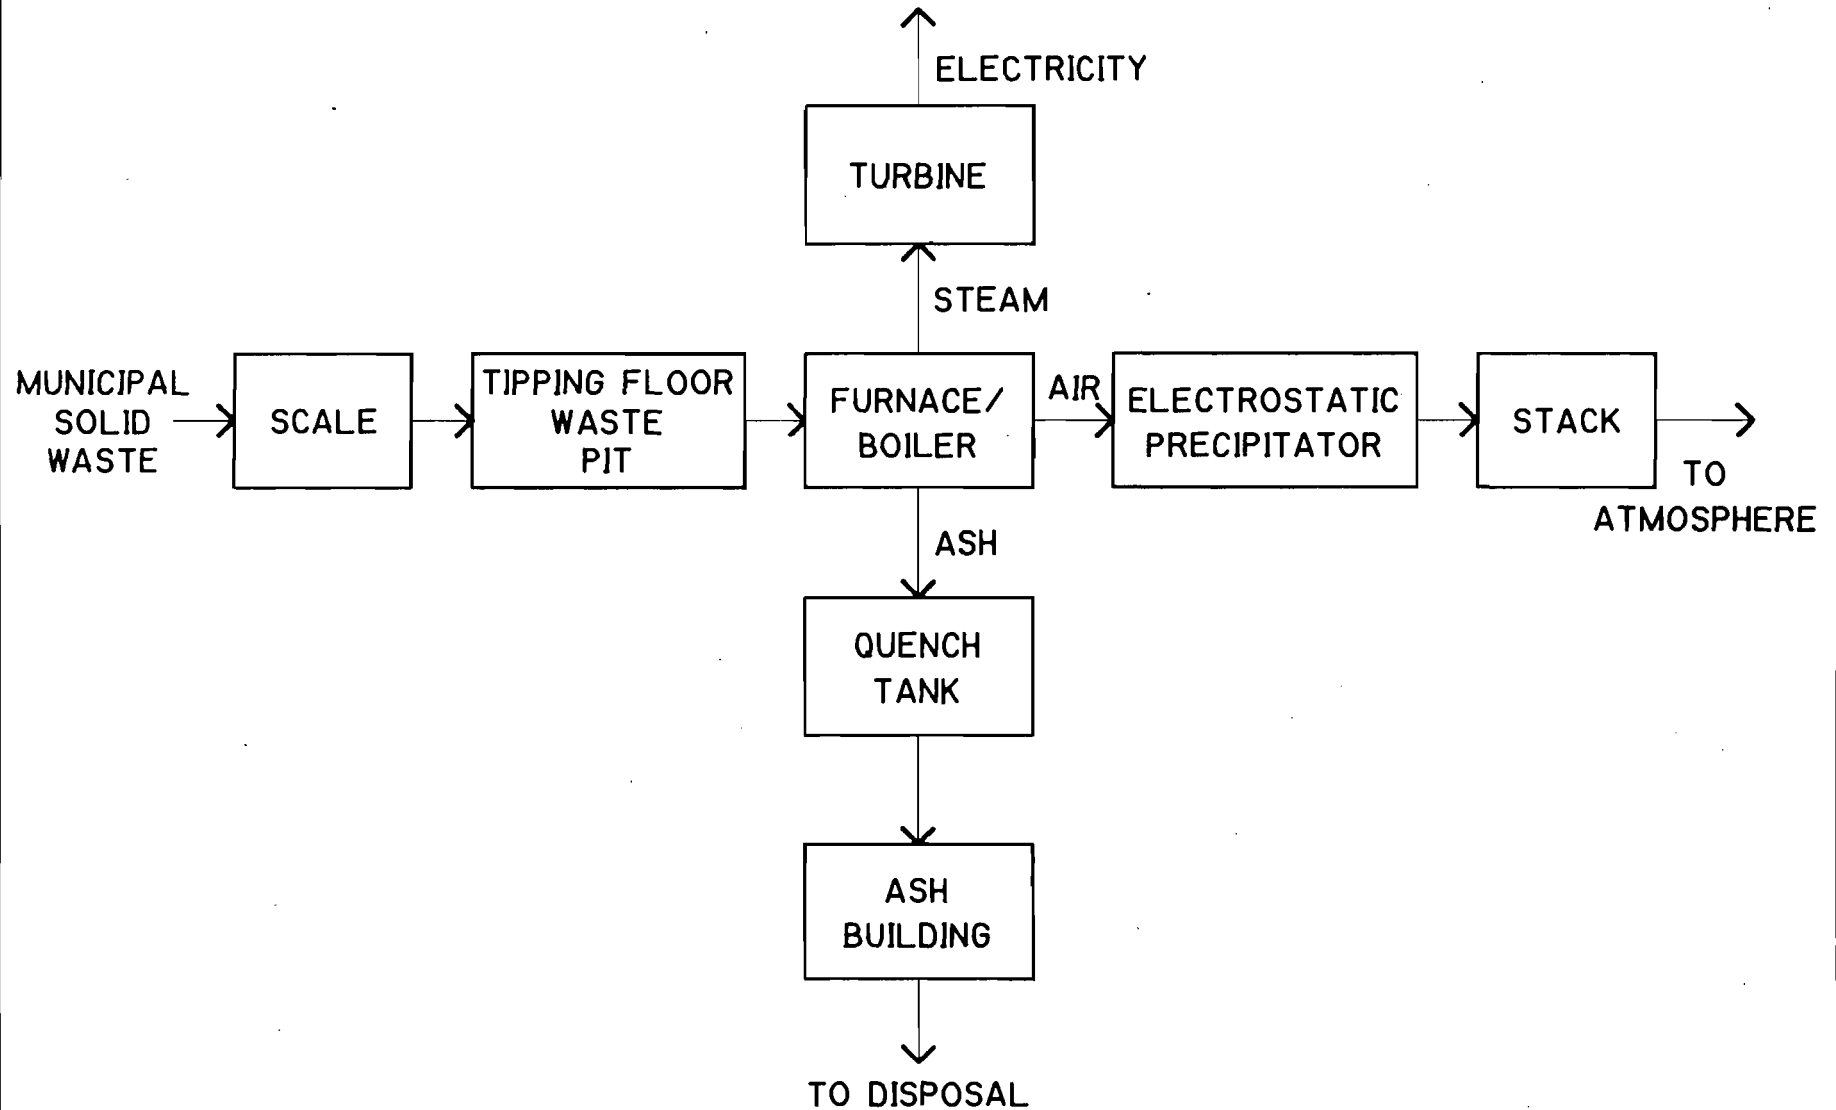 ELECTRICITY
TURBINE
STEAM
MUNICIPAL
SOLID
WASTE
SCALE
TIPPING FLOOR
WASTE
PIT
FURNACE/
BOILER
AIR
ELECTROSTATIC
PRECIPITATOR
STACK
TO
ATMOSPHERE
ASH
QUENCH
TANK
ASH
BUILDING
TO DISPOSAL